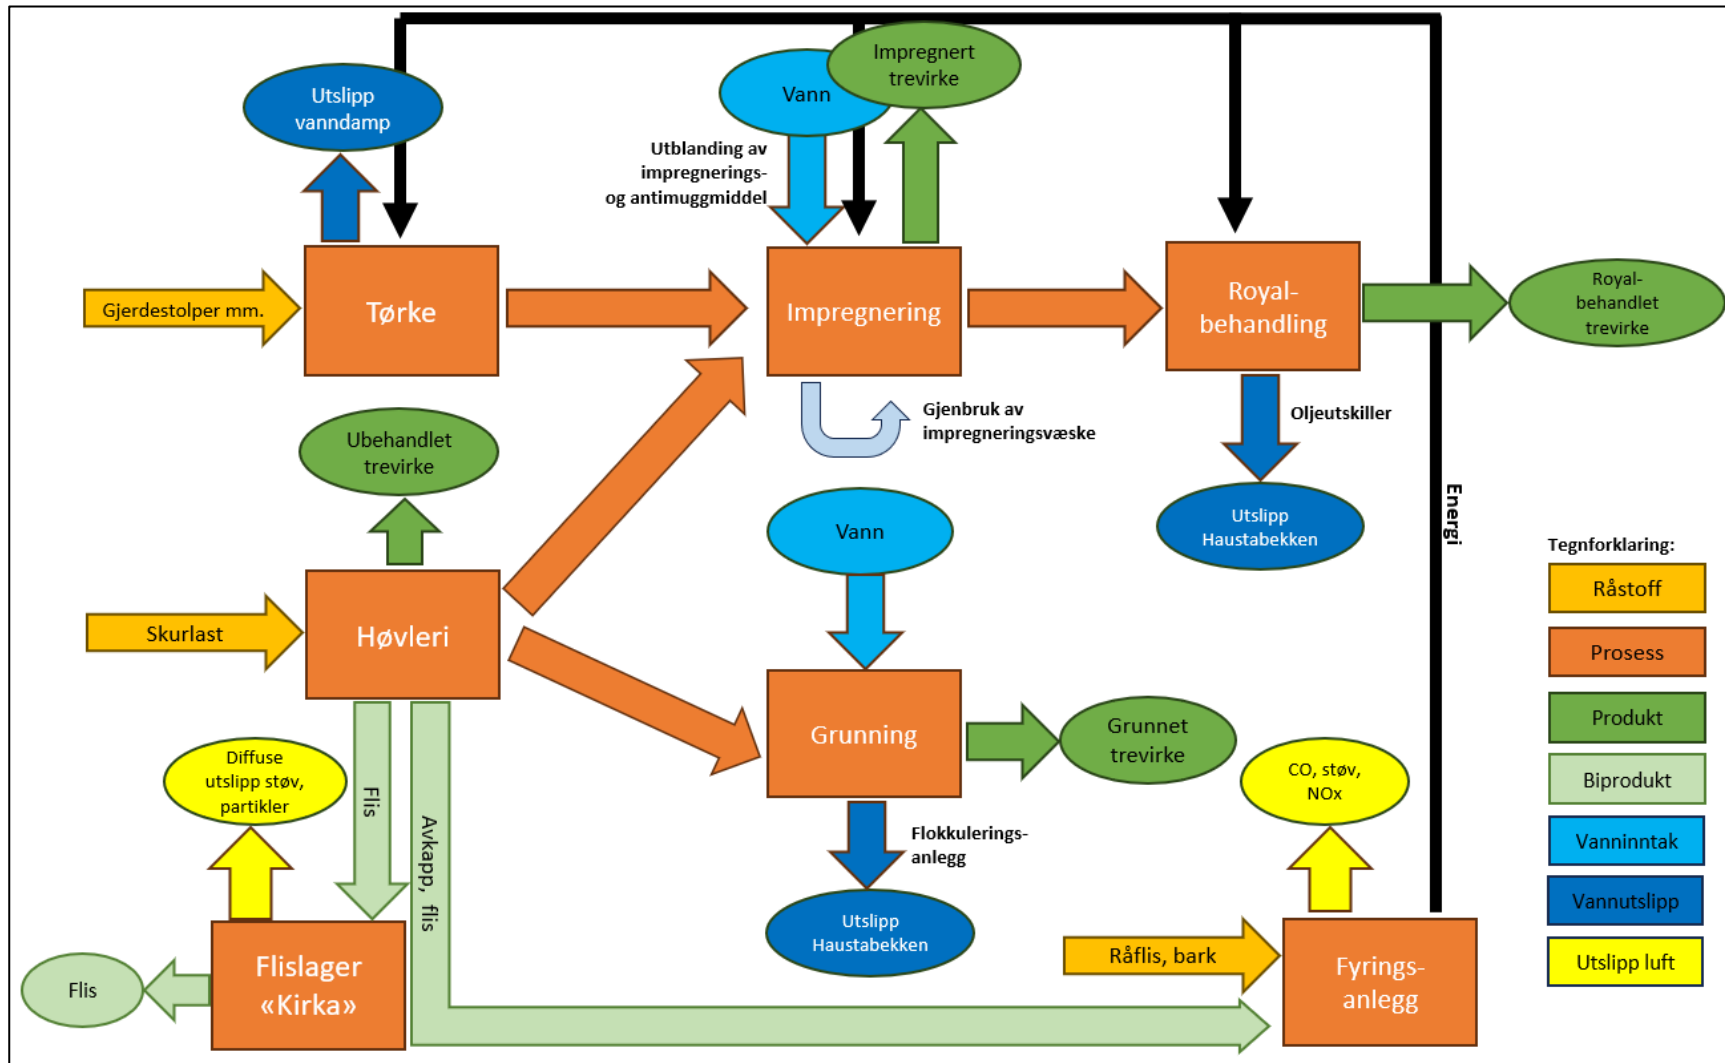 Utslipp
vanndamp
Vann
Impregnert
trevirke
Utblanding av
impregnerings-
og antimuggmiddel
Gjerdestolper mm.
Tørke
Impregnering
Royal-
behandling
Royal-
behandlet
trevirke
Gjenbruk av
impregneringsvæske
Oljeutskiller
Ubehandlet
trevirke
Utslipp
Haustabekken
Energi
Vann
Skurlast
Høvleri
Grunning
Grunnet
trevirke
Flokkulerings-
anlegg
Utslipp
Haustabekken
Diffuse
utslipp støv,
partikler
Flis
Avkapp, flis
Flislager
«Kirka»
Flis
CO, støv,
NOx
Råflis, bark
Fyrings-
anlegg
Tegnforklaring:
Råstoff
Prosess
Produkt
Biprodukt
Vanninntak
Vannutslipp
Utslipp luft